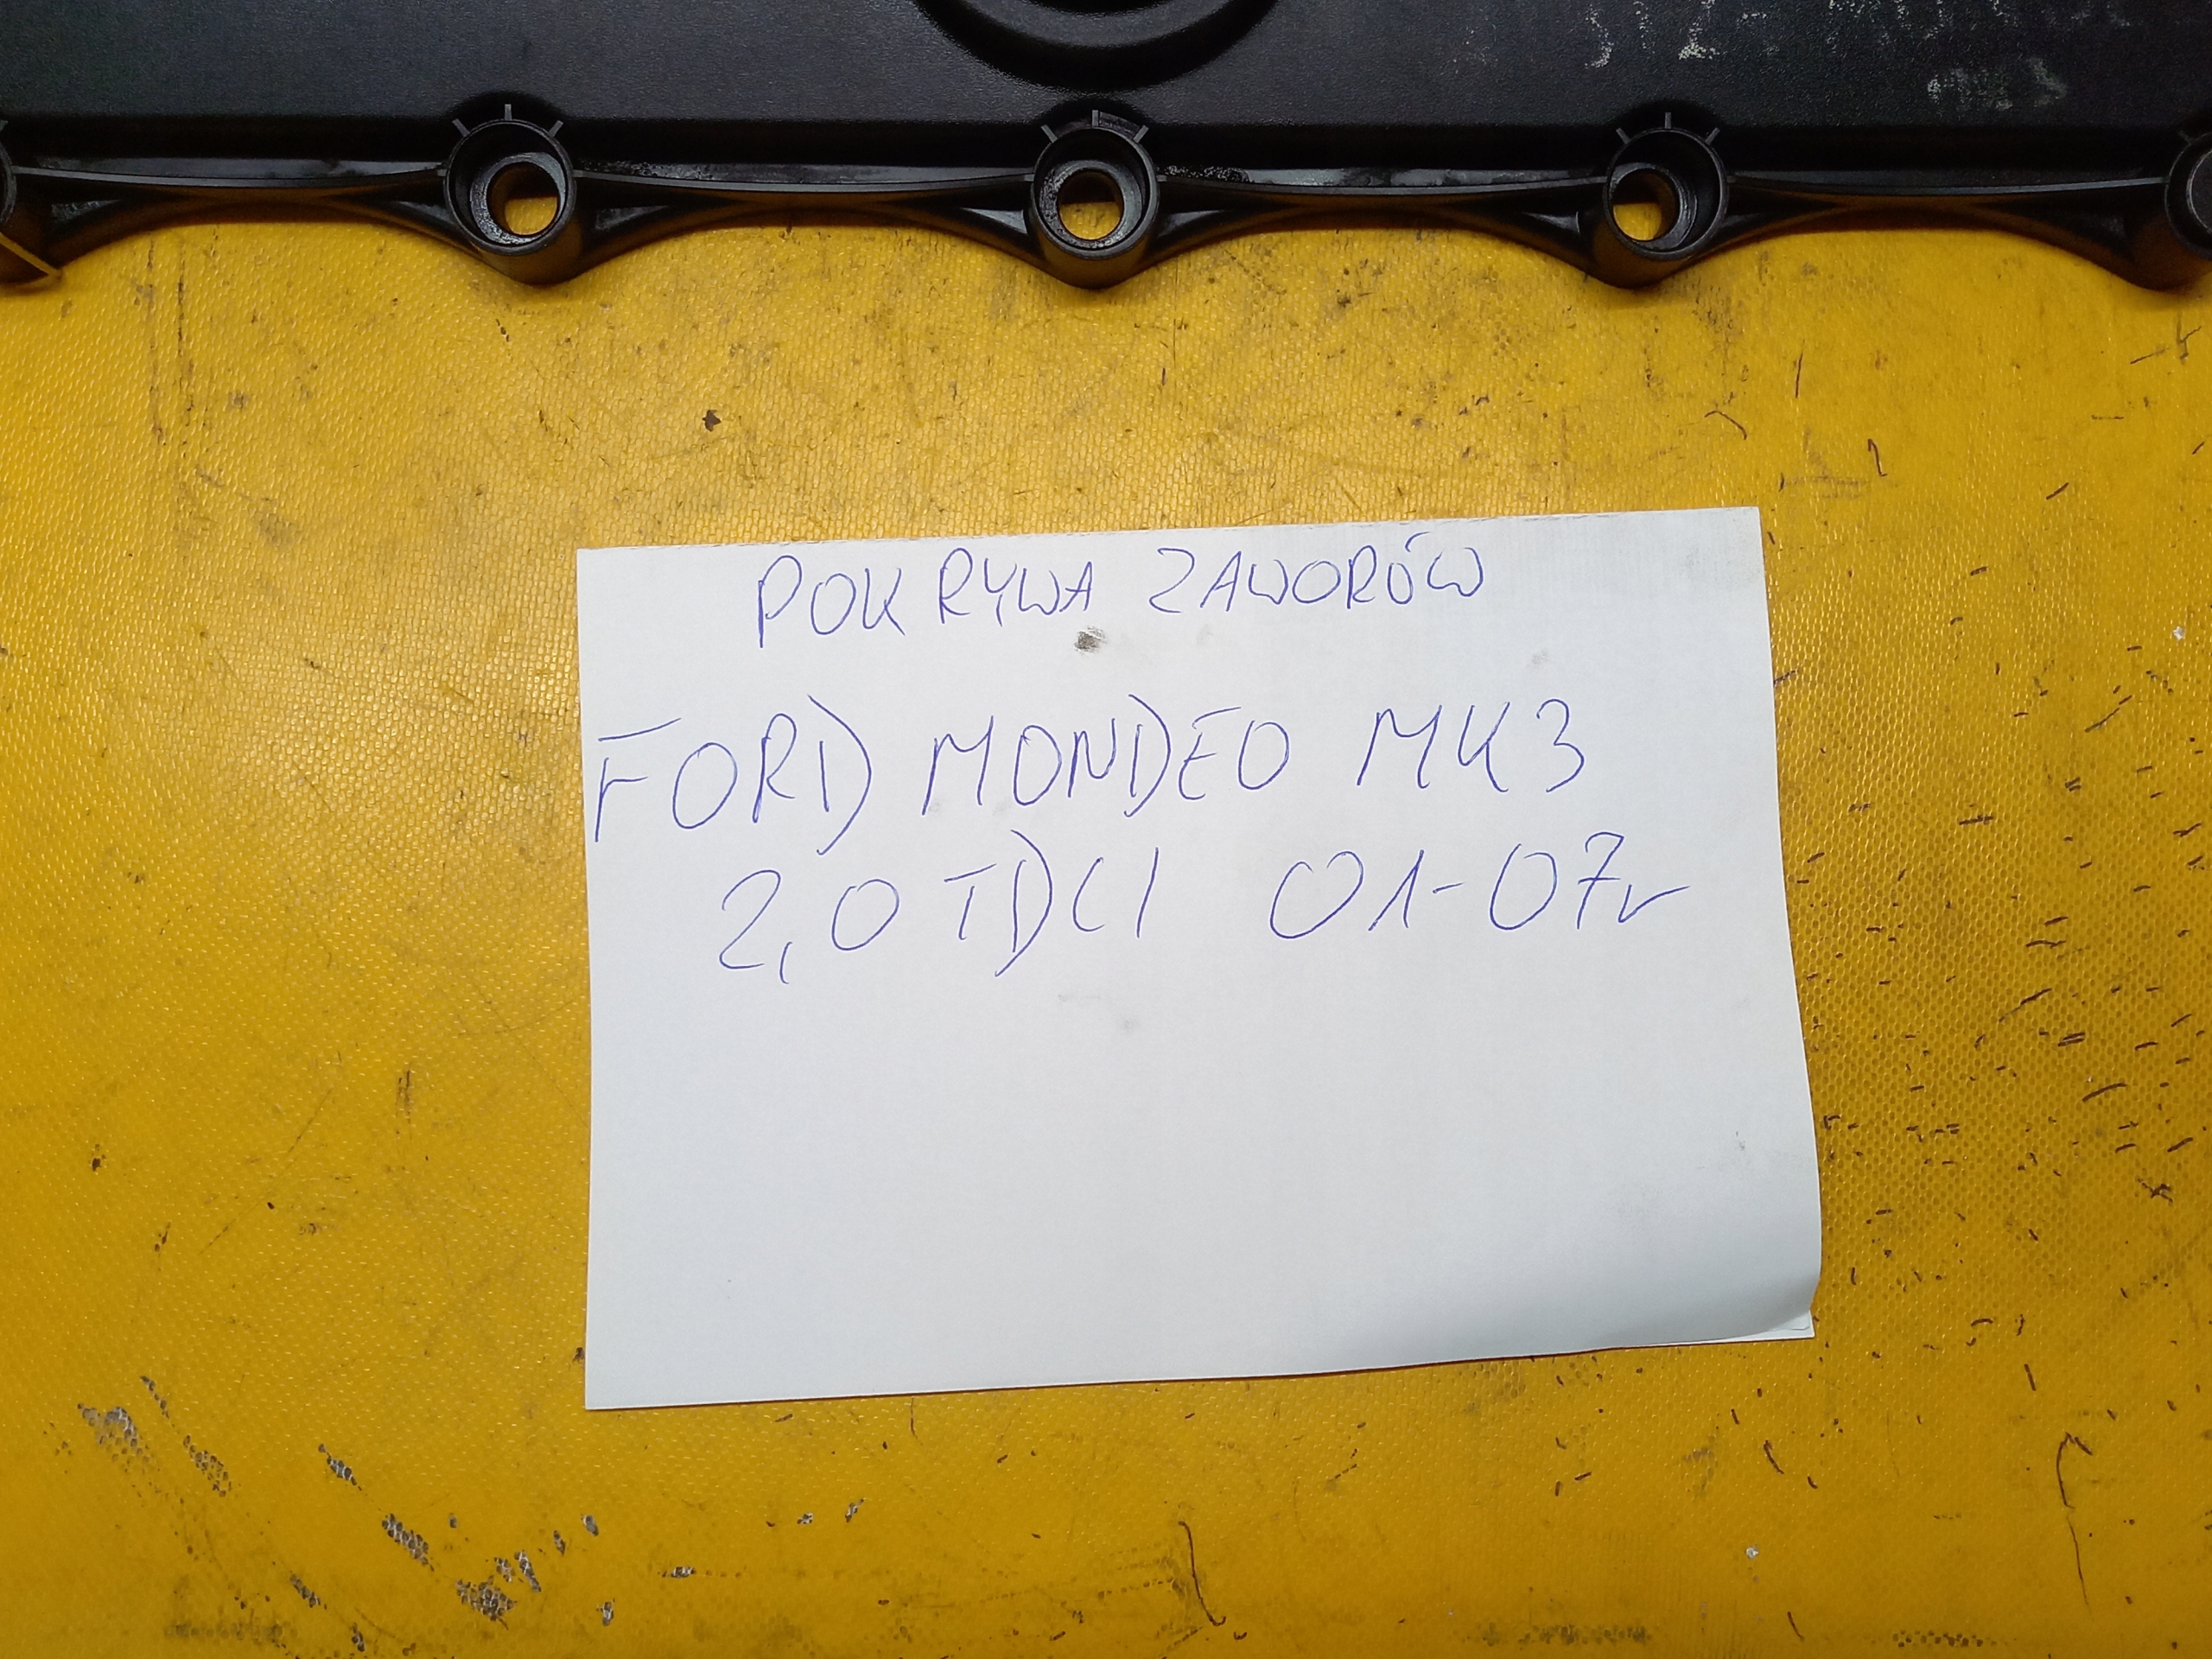 POKRYWA ZAWORÓW
FORD MONDEO MK3
2,0 TDCI 01-07r